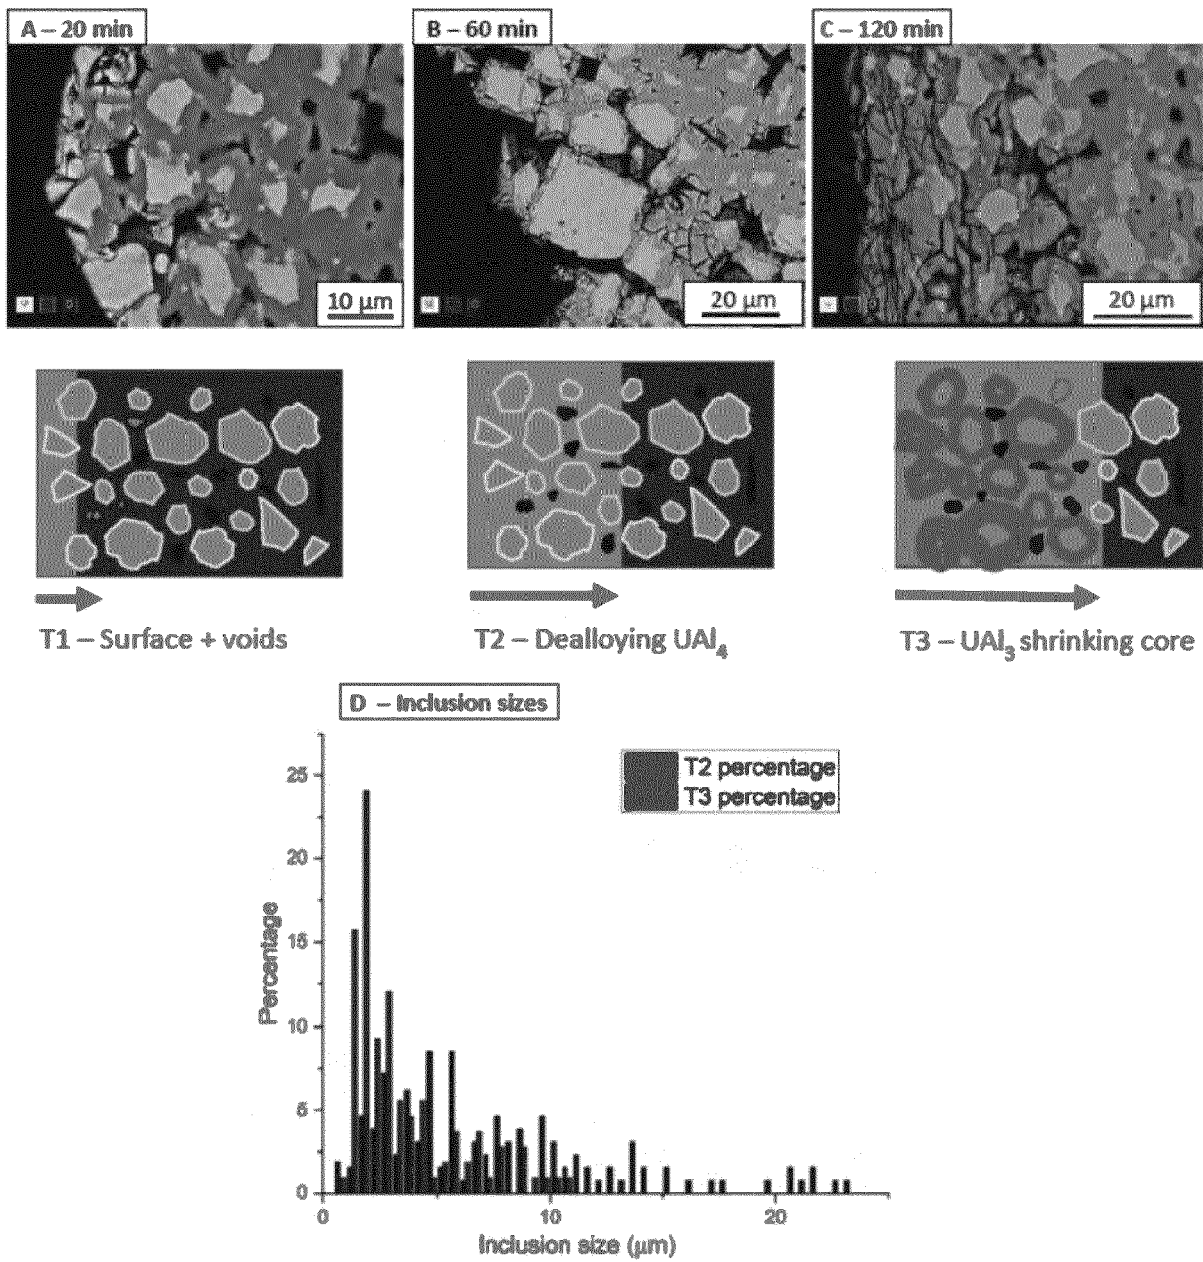 A – 20 min
B – 60 min
C – 120 min
10 µm
20 µm
20 µm
T1 – Surface + voids
T2 – Dealloying UAl₄
T3 – UAl₃ shrinking core
D – Inclusion sizes
T2 percentage
T3 percentage
25
20
15
10
5
0
Percentage
0
10
20
Inclusion size (µm)